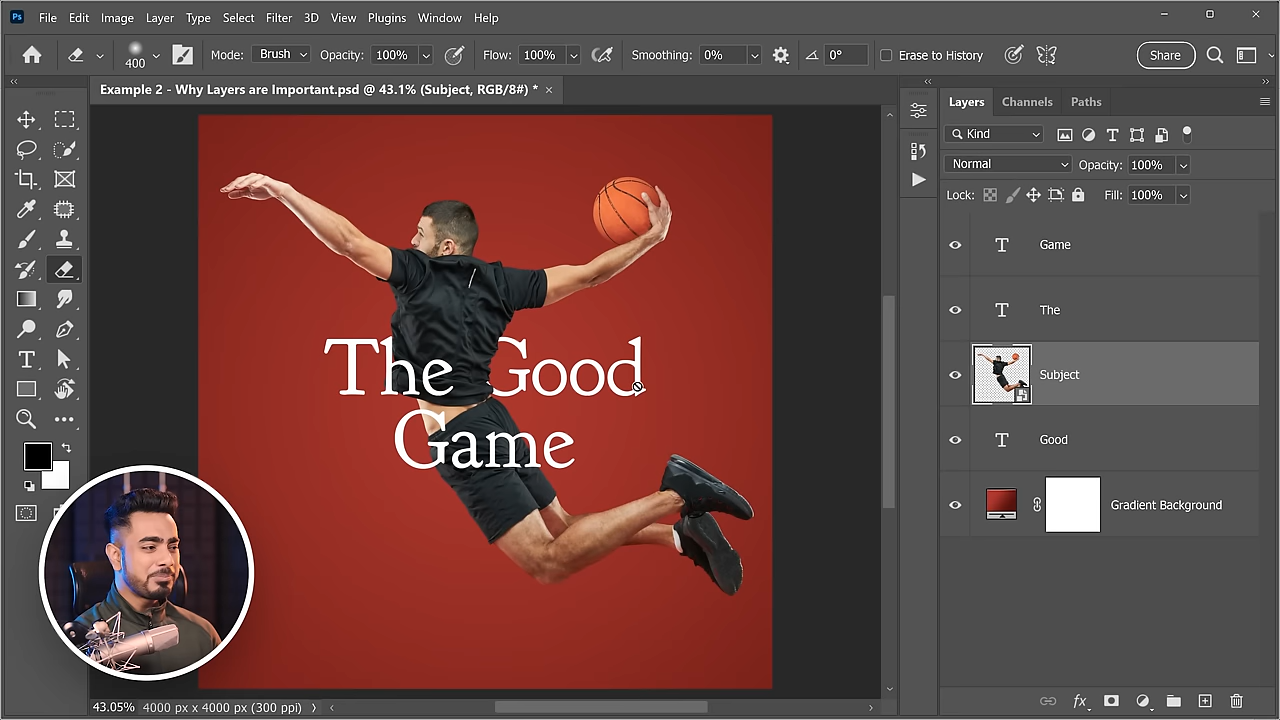 Ps File Edit Image Layer Type Select Filter 3D View Plugins Window Help
400 Mode: Brush Opacity: 100% Flow: 100% Smoothing: 0% 0° Erase to History Share
Example 2 - Why Layers are Important.psd @ 43.1% (Subject, RGB/8#) *
Layers Channels Paths
Kind
Normal Opacity: 100%
Lock: Fill: 100%
Game
The
Subject
Good
Gradient Background
The Good
Game
43.05% 4000 px x 4000 px (300 ppi)